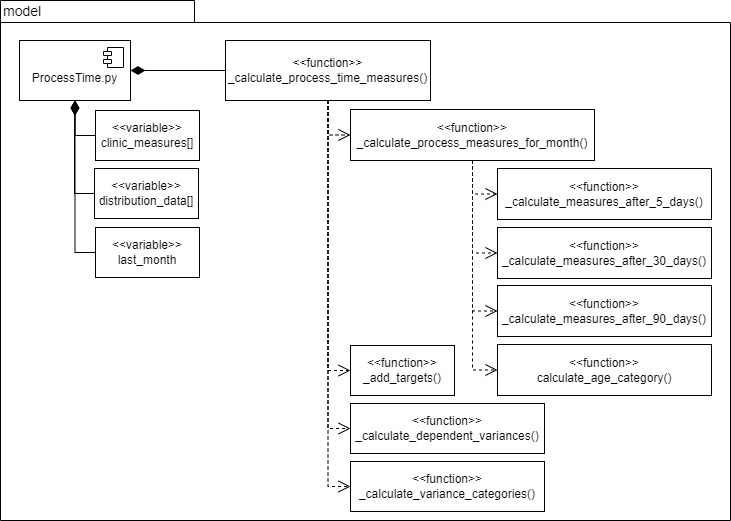 model
ProcessTime.py
<<function>>
_calculate_process_time_measures()
<<variable>>
clinic_measures[]
<<variable>>
distribution_data[]
<<variable>>
last_month
<<function>>
_calculate_process_measures_for_month()
<<function>>
_calculate_measures_after_5_days()
<<function>>
_calculate_measures_after_30_days()
<<function>>
_calculate_measures_after_90_days()
<<function>>
calculate_age_category()
<<function>>
_add_targets()
<<function>>
_calculate_dependent_variances()
<<function>>
_calculate_variance_categories()